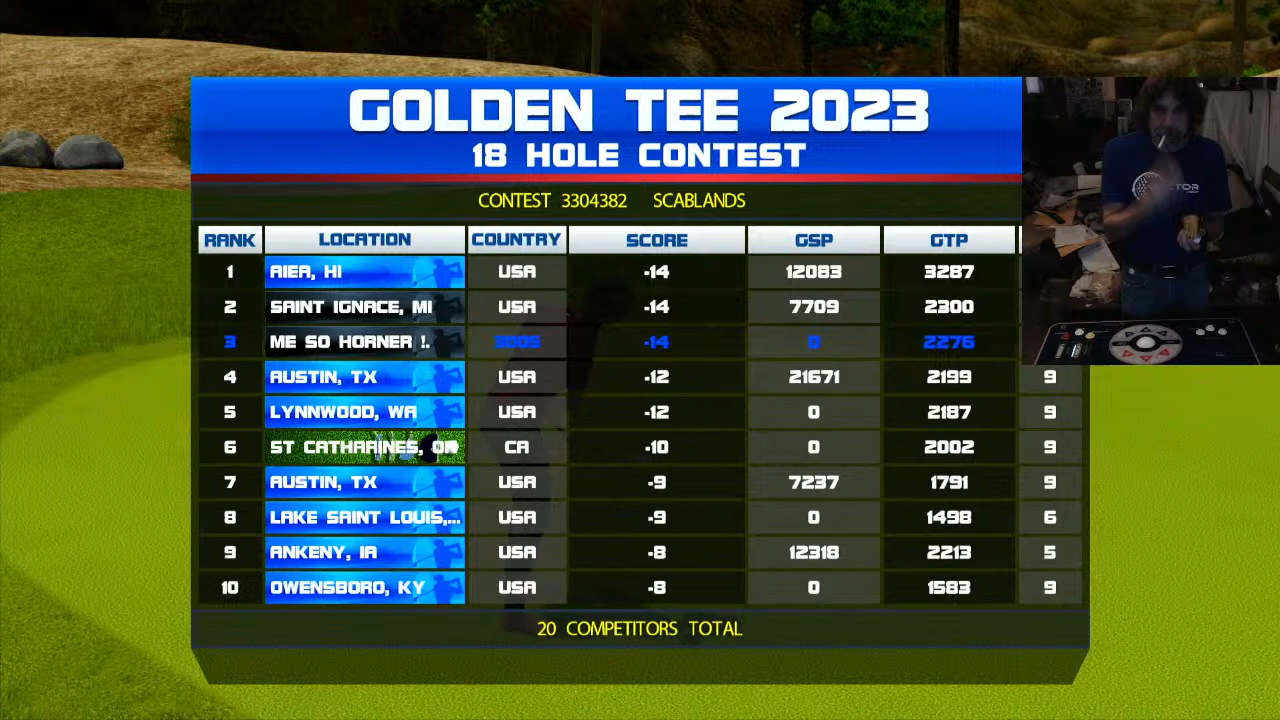 GOLDEN TEE 2023
18 HOLE CONTEST
CONTEST 3304382 SCABLANDS
RANK LOCATION COUNTRY SCORE GSP GTP
1 AIEA, HI USA -14 12083 3287
2 SAINT IGNACE, MI USA -14 7709 2300
3 ME SO HORNER !. -14 0 2276
4 AUSTIN, TX USA -12 21671 2199 9
5 LYNNWOOD, WA USA -12 0 2187 9
6 ST CATHARINES, CA -10 0 2002 9
7 AUSTIN, TX USA -9 7237 1791 9
8 LAKE SAINT LOUIS,... USA -9 0 1498 6
9 ANKENY, IA USA -8 12318 2213 5
10 OWENSBORO, KY USA -8 0 1583 9
20 COMPETITORS TOTAL